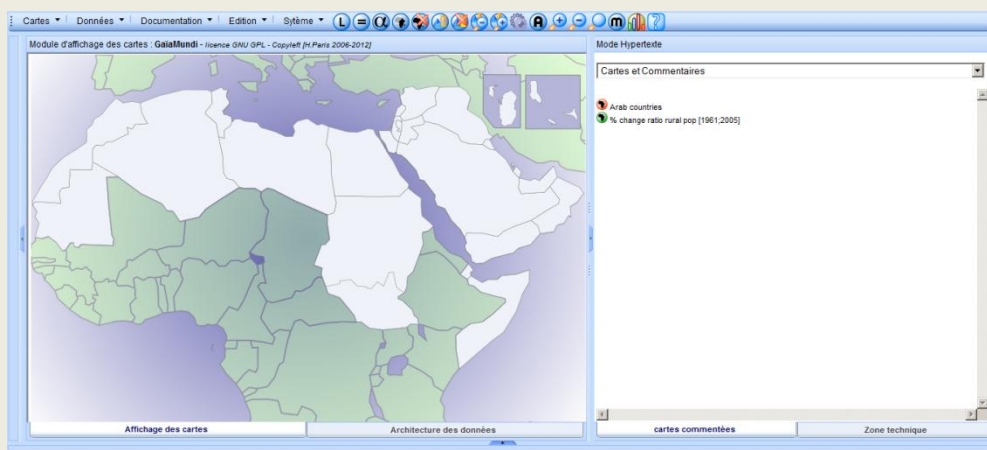 Cartes Données Documentation Edition Sytème L = α A m ?
Module d'affichage des cartes : GaïaMundi - licence GNU GPL - Copyleft [H.Paris 2006-2012]
Mode Hypertexte
Cartes et Commentaires
Arab countries
% change ratio rural pop [1961;2005]
Affichage des cartes
Architecture des données
cartes commentées
Zone technique